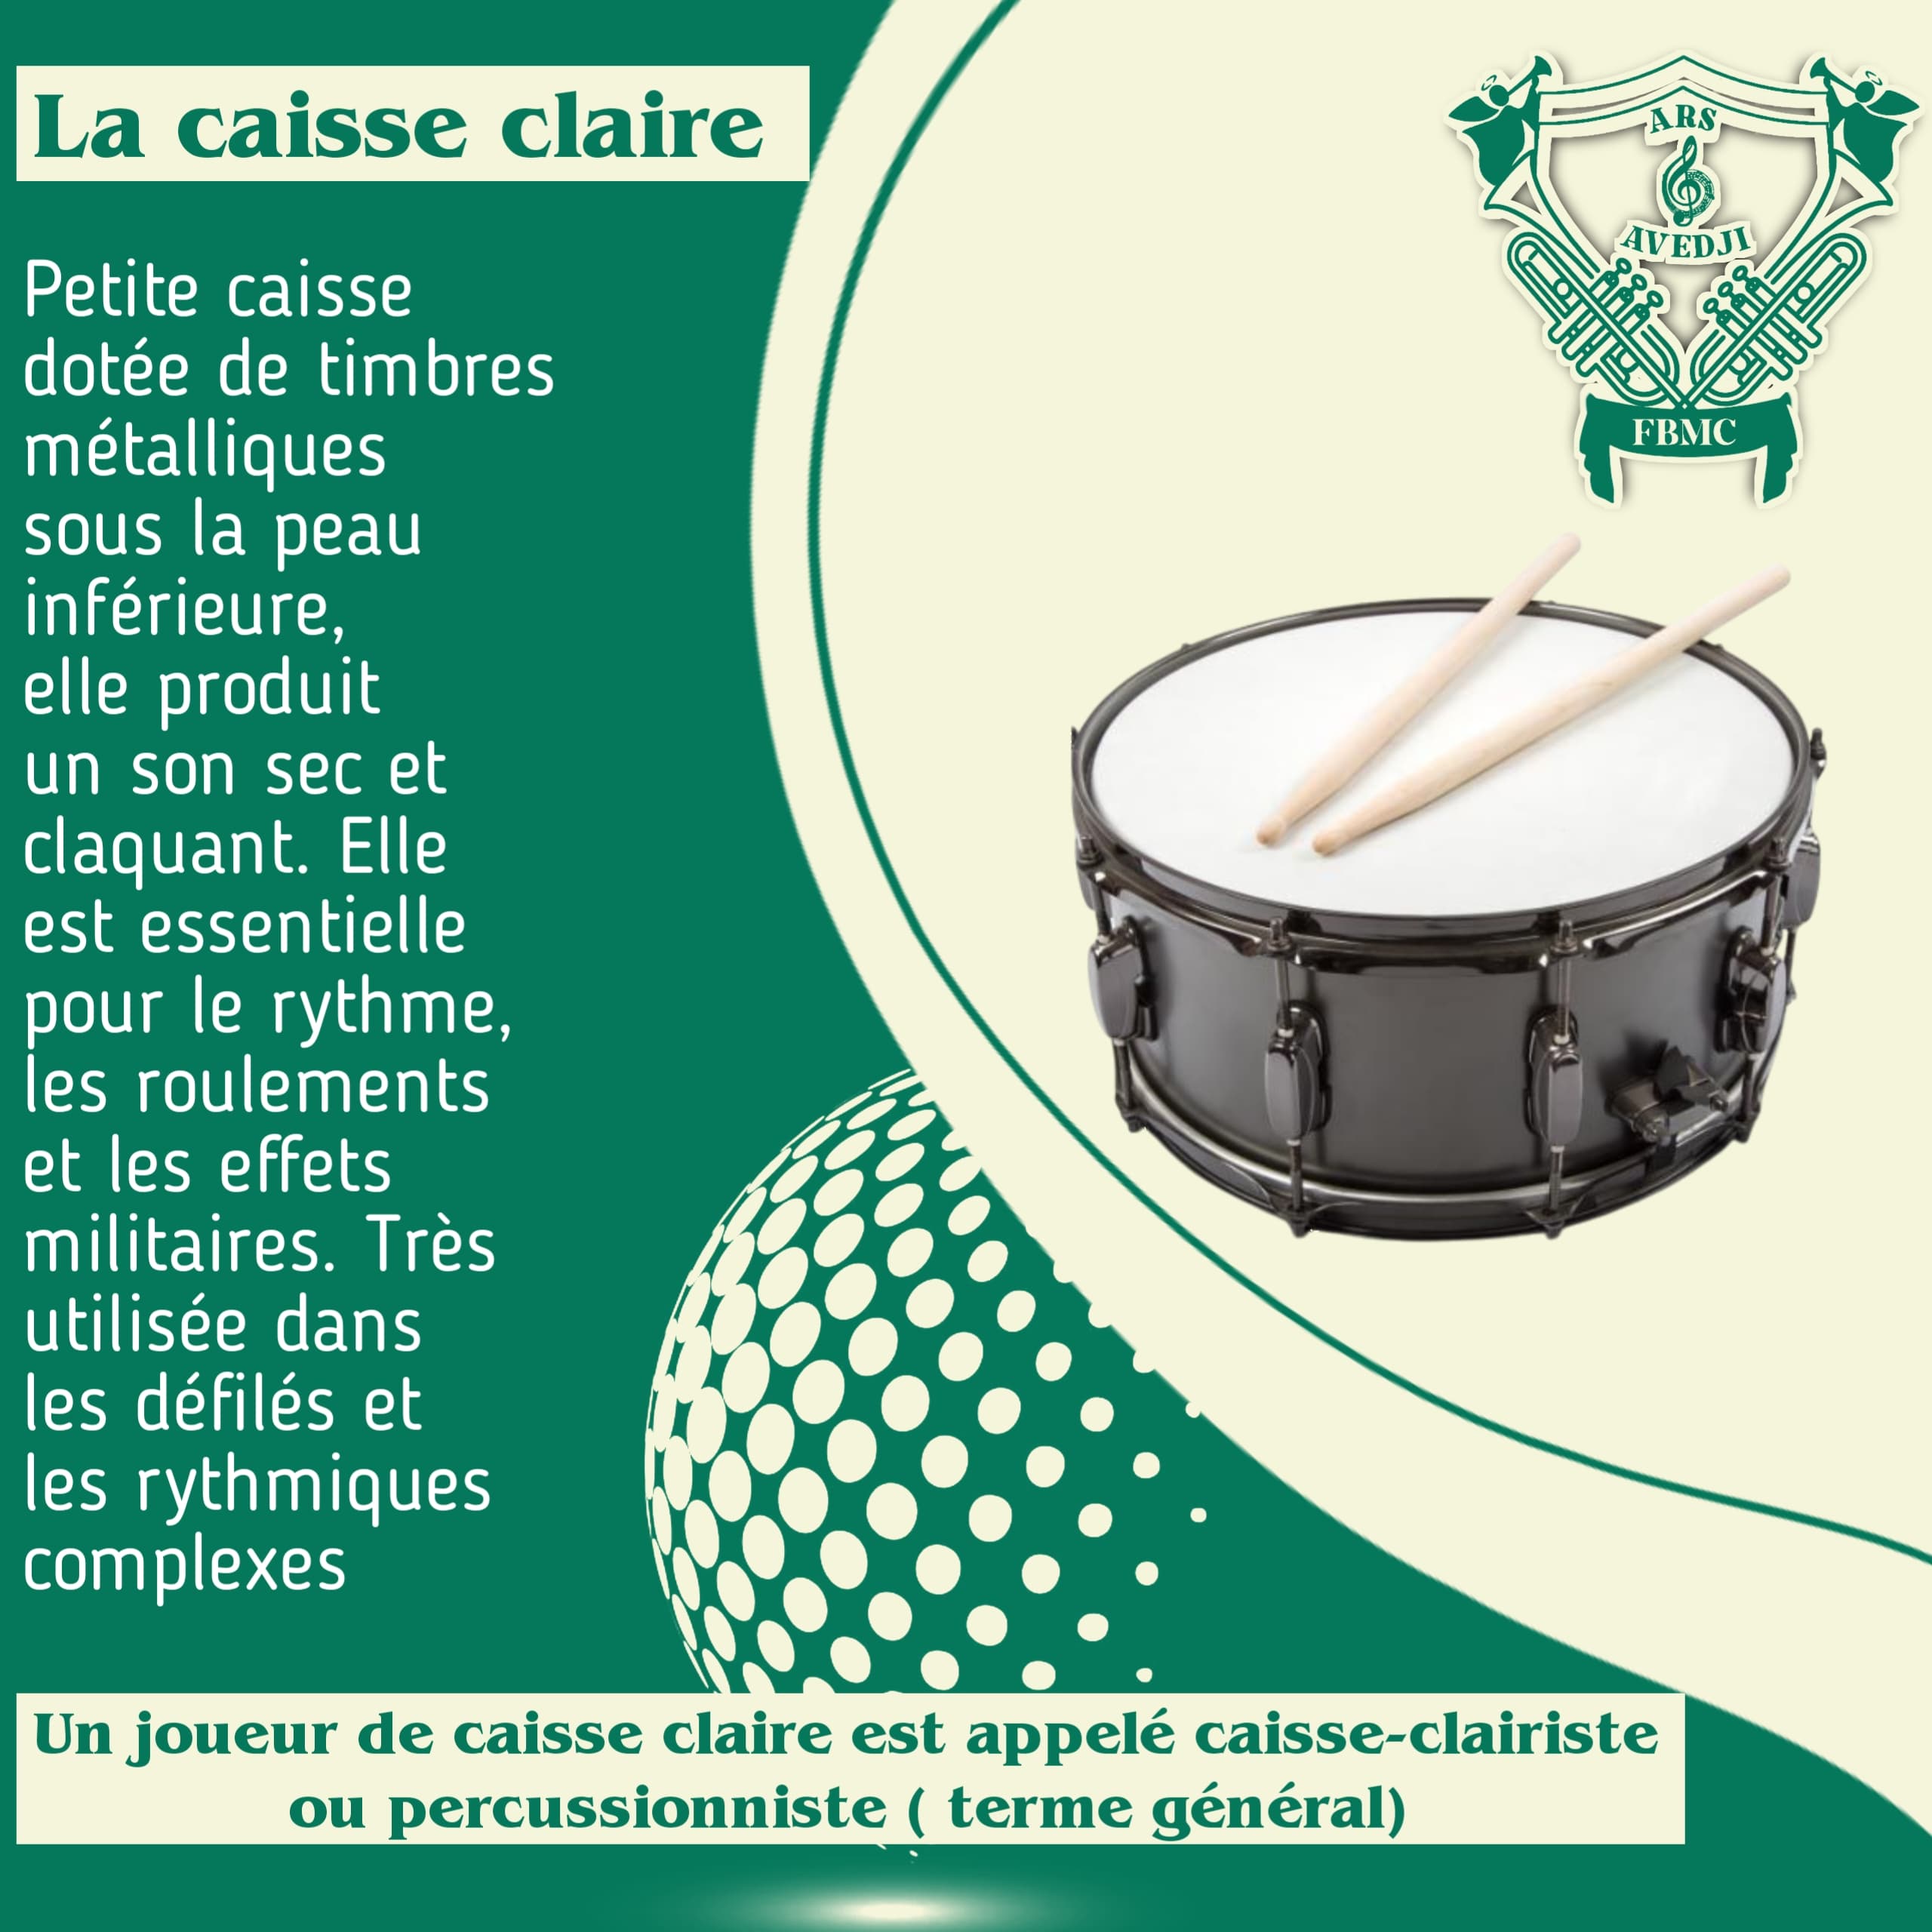 La caisse claire
ARS
AVEDJI
FBMC
Petite caisse
dotée de timbres
métalliques
sous la peau
inférieure,
elle produit
un son sec et
claquant. Elle
est essentielle
pour le rythme,
les roulements
et les effets
militaires. Très
utilisée dans
les défilés et
les rythmiques
complexes
Un joueur de caisse claire est appelé caisse-clairiste
ou percussionniste ( terme général)